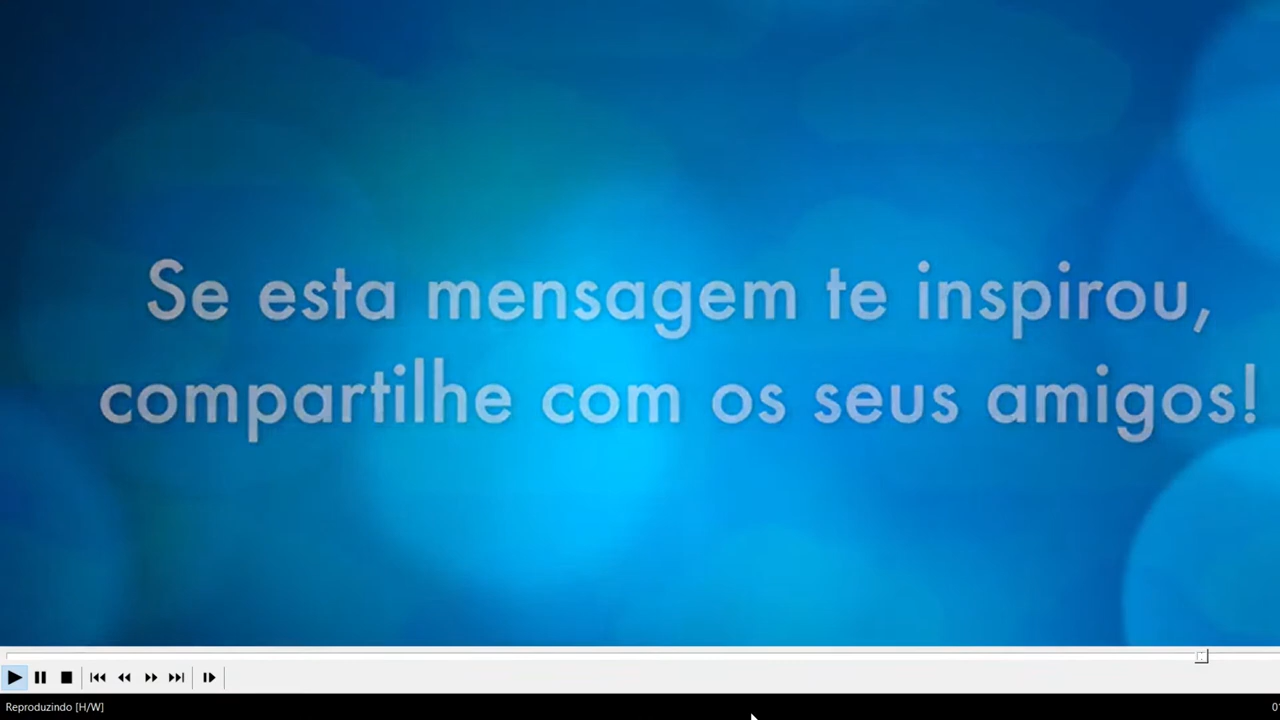 Se esta mensagem te inspirou,
compartilhe com os seus amigos!
Reproduzindo [H/W]